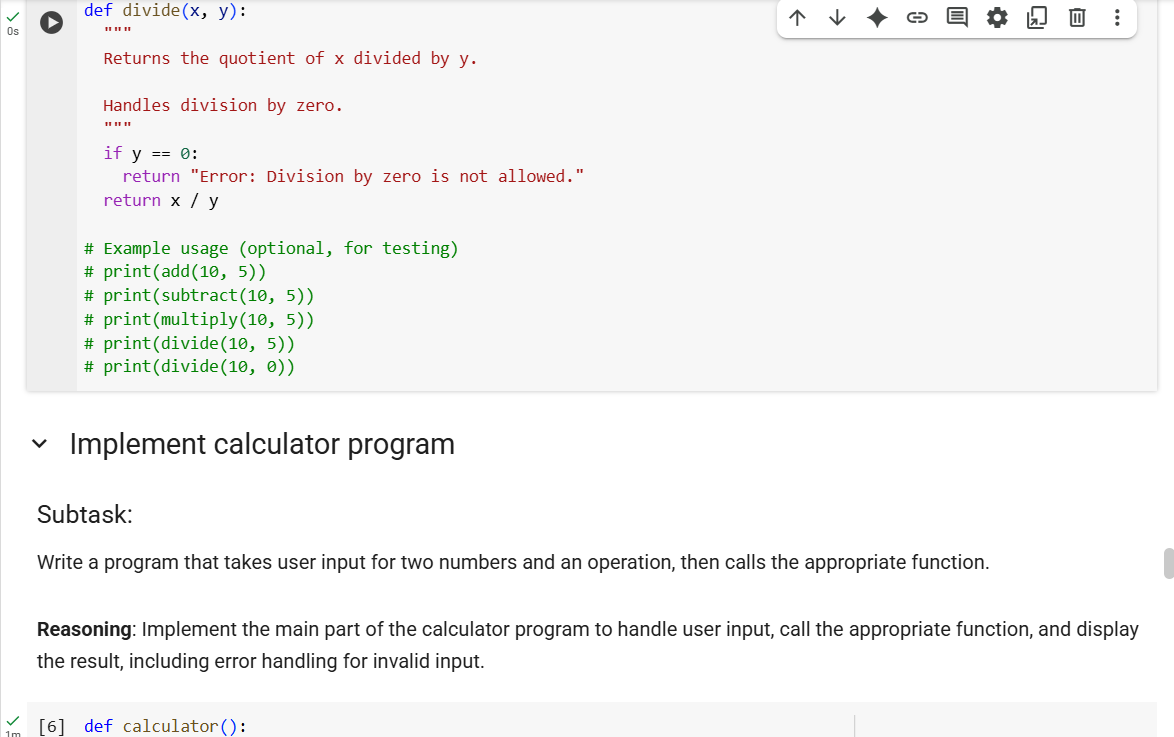 def divide(x, y):
0s
"""
Returns the quotient of x divided by y.
Handles division by zero.
"""
if y == 0:
return "Error: Division by zero is not allowed."
return x / y
# Example usage (optional, for testing)
# print(add(10, 5))
# print(subtract(10, 5))
# print(multiply(10, 5))
# print(divide(10, 5))
# print(divide(10, 0))
Implement calculator program
Subtask:
Write a program that takes user input for two numbers and an operation, then calls the appropriate function.
Reasoning: Implement the main part of the calculator program to handle user input, call the appropriate function, and display
the result, including error handling for invalid input.
[6] def calculator():
1m